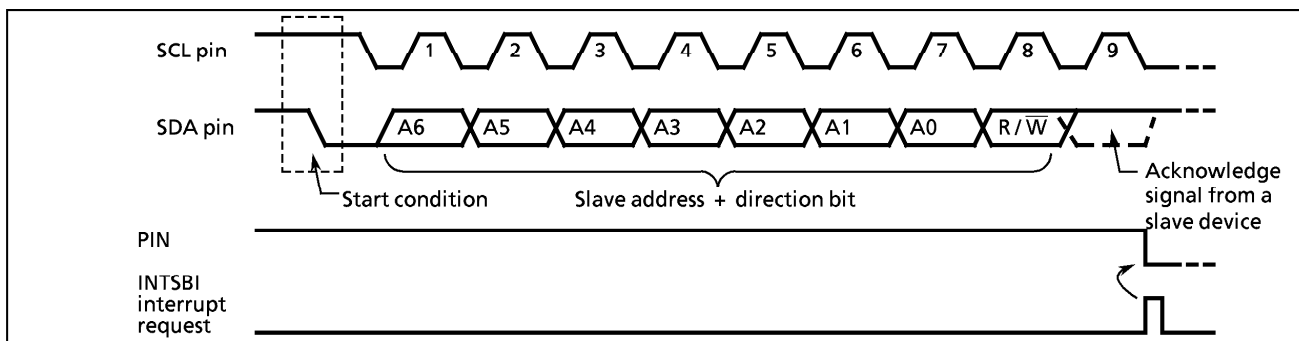 SCL pin
1 2 3 4 5 6 7 8 9
SDA pin
A6 A5 A4 A3 A2 A1 A0 R / W̅
Start condition
Slave address + direction bit
Acknowledge
signal from a
slave device
PIN
INTSBI
interrupt
request